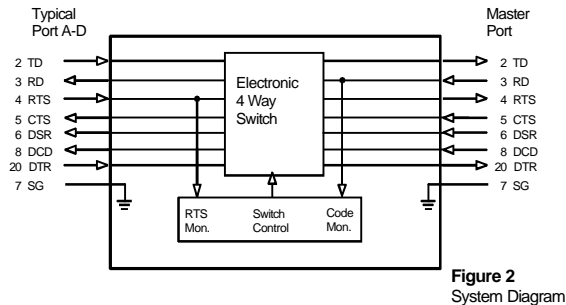 Typical
Port A-D
Master
Port
2 TD
3 RD
4 RTS
5 CTS
6 DSR
8 DCD
20 DTR
7 SG
Electronic
4 Way
Switch
2 TD
3 RD
4 RTS
5 CTS
6 DSR
8 DCD
20 DTR
7 SG
RTS
Mon.
Switch
Control
Code
Mon.
Figure 2
System Diagram